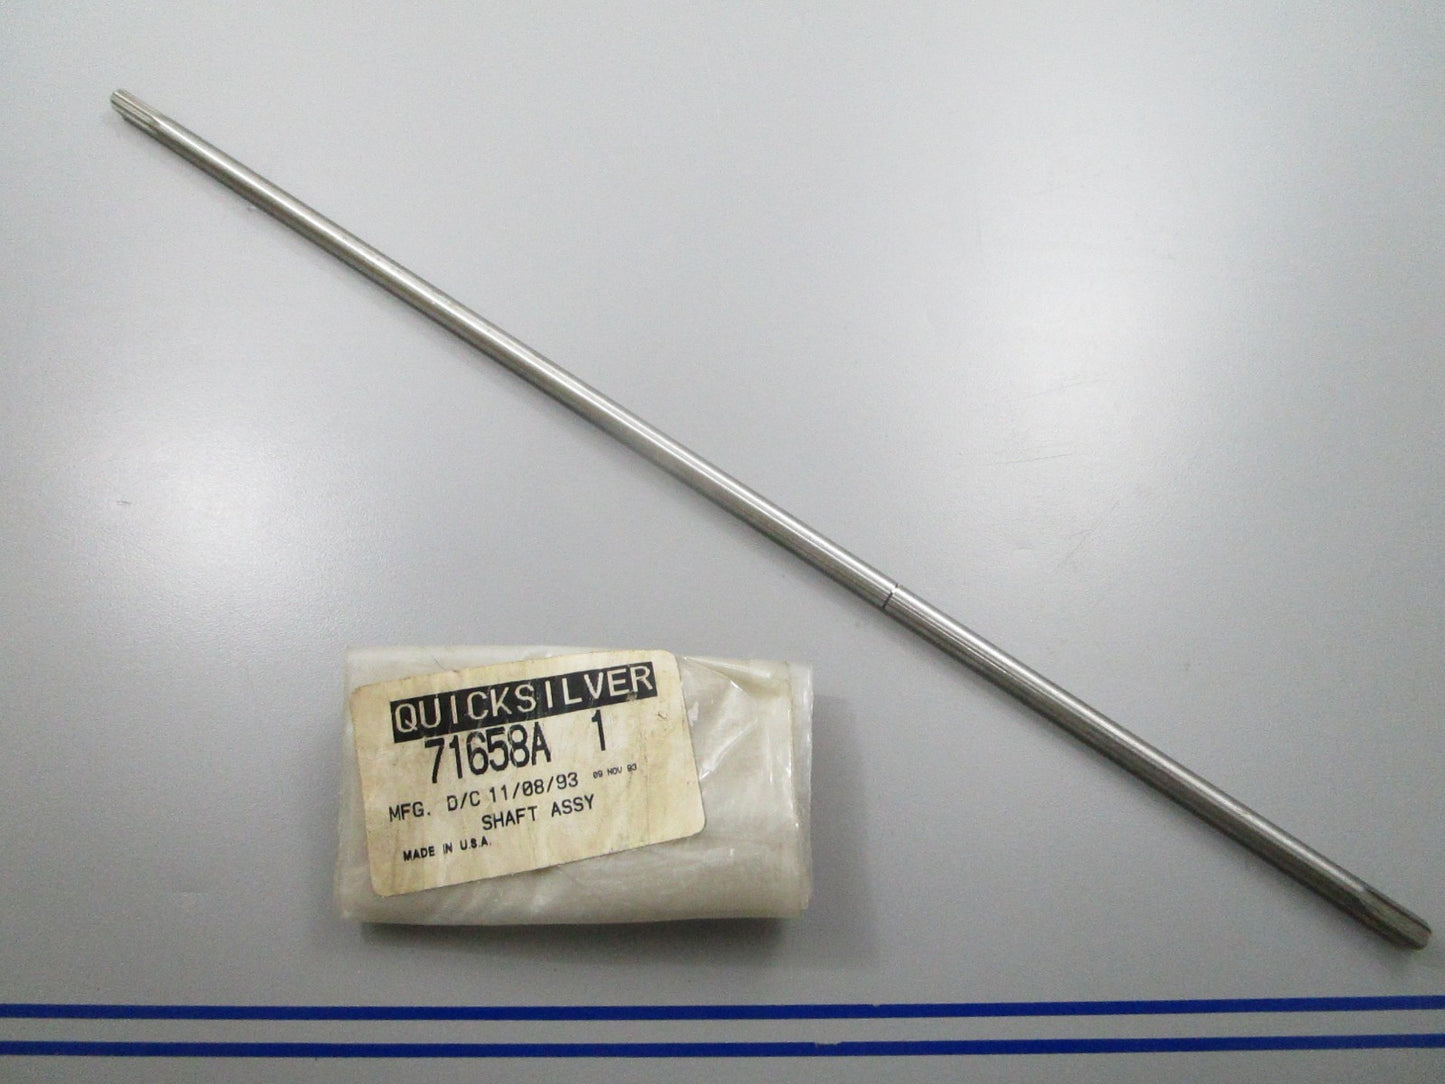 QUICKSILVER
71658A 1
MFG. D/C 11/08/93 09 NOV 93
SHAFT ASSY
MADE IN U.S.A.